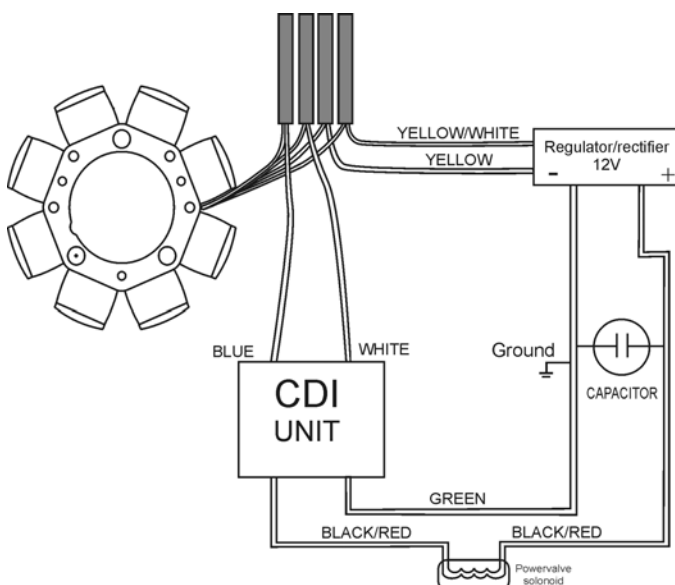 YELLOW/WHITE
YELLOW
Regulator/rectifier
12V
- +
BLUE
WHITE
CDI
UNIT
Ground
CAPACITOR
GREEN
BLACK/RED
BLACK/RED
Powervalve
solonoid